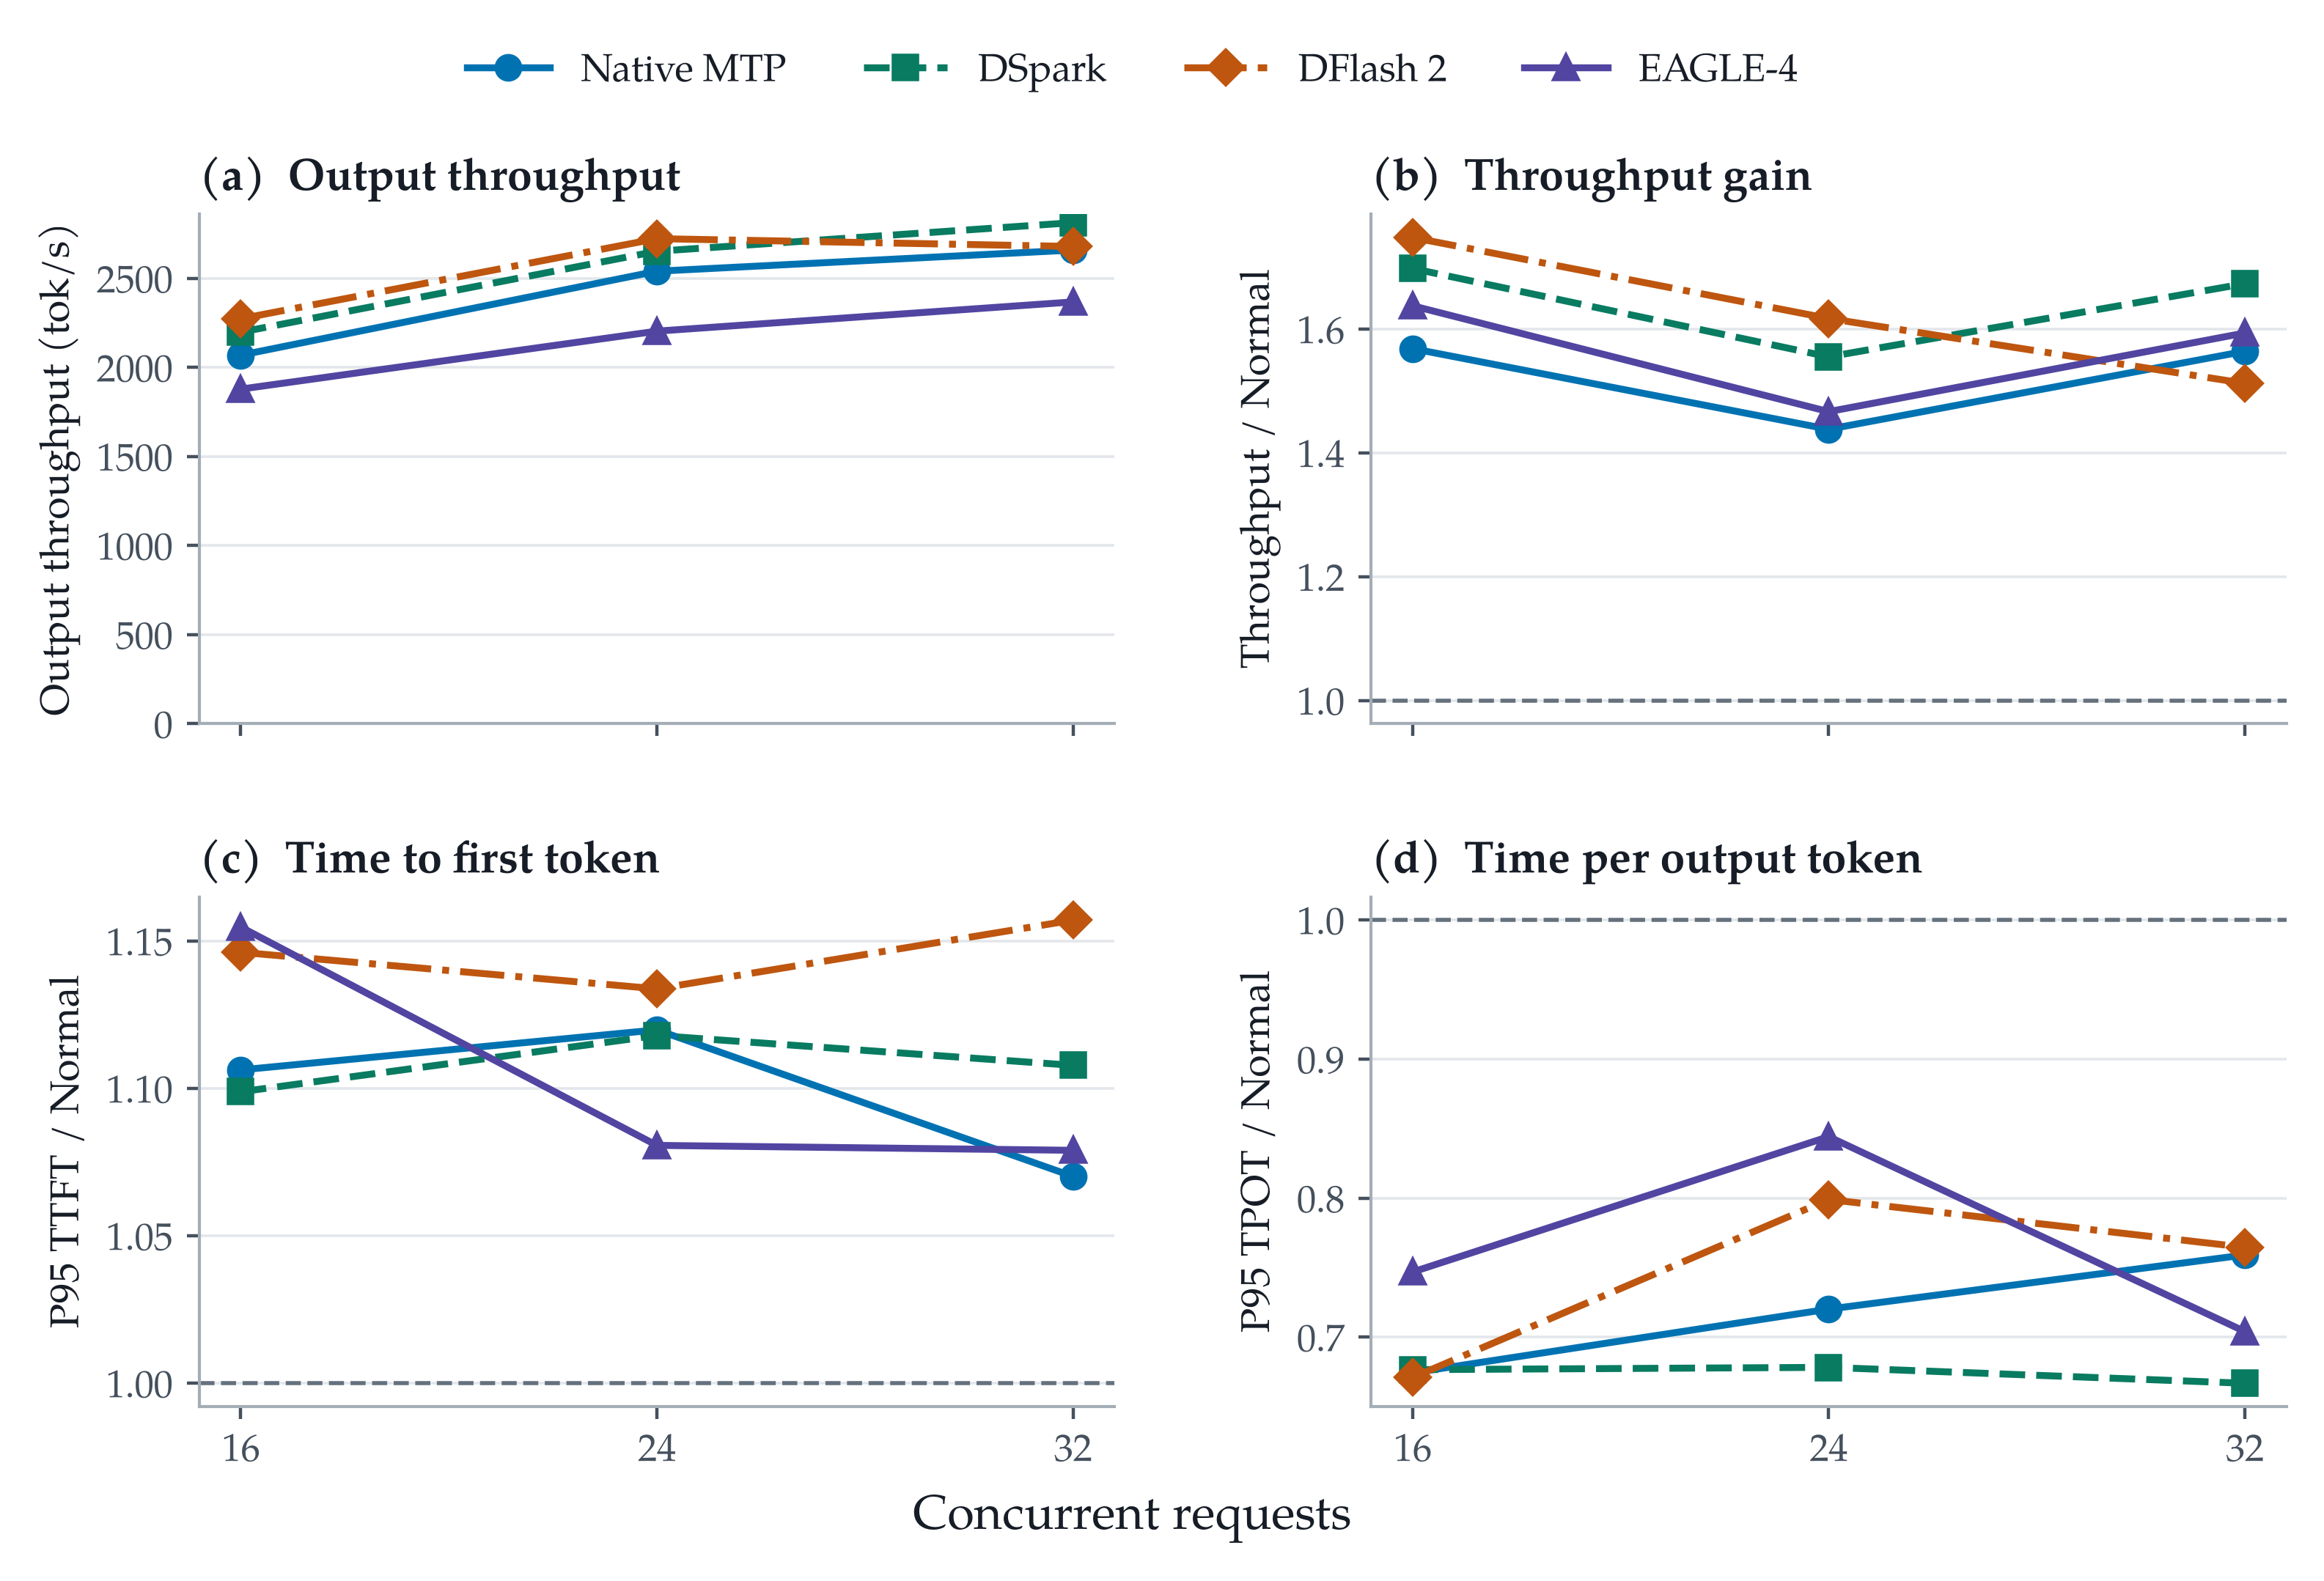 Native MTP DSpark DFlash 2 EAGLE-4
(a) Output throughput
Output throughput (tok/s)
2500
2000
1500
1000
500
0
(b) Throughput gain
Throughput / Normal
1.6
1.4
1.2
1.0
(c) Time to first token
P95 TTFT / Normal
1.15
1.10
1.05
1.00
16 24 32
(d) Time per output token
P95 TPOT / Normal
1.0
0.9
0.8
0.7
16 24 32
Concurrent requests